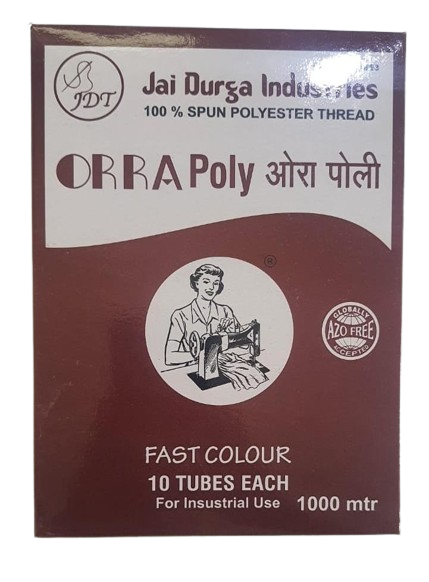 JDT
Jai Durga Industries
100 % SPUN POLYESTER THREAD
ORRA Poly ओरा पोली
®
GLOBALLY
AZO FREE
ACCEPTED
FAST COLOUR
10 TUBES EACH
For Insustrial Use 1000 mtr